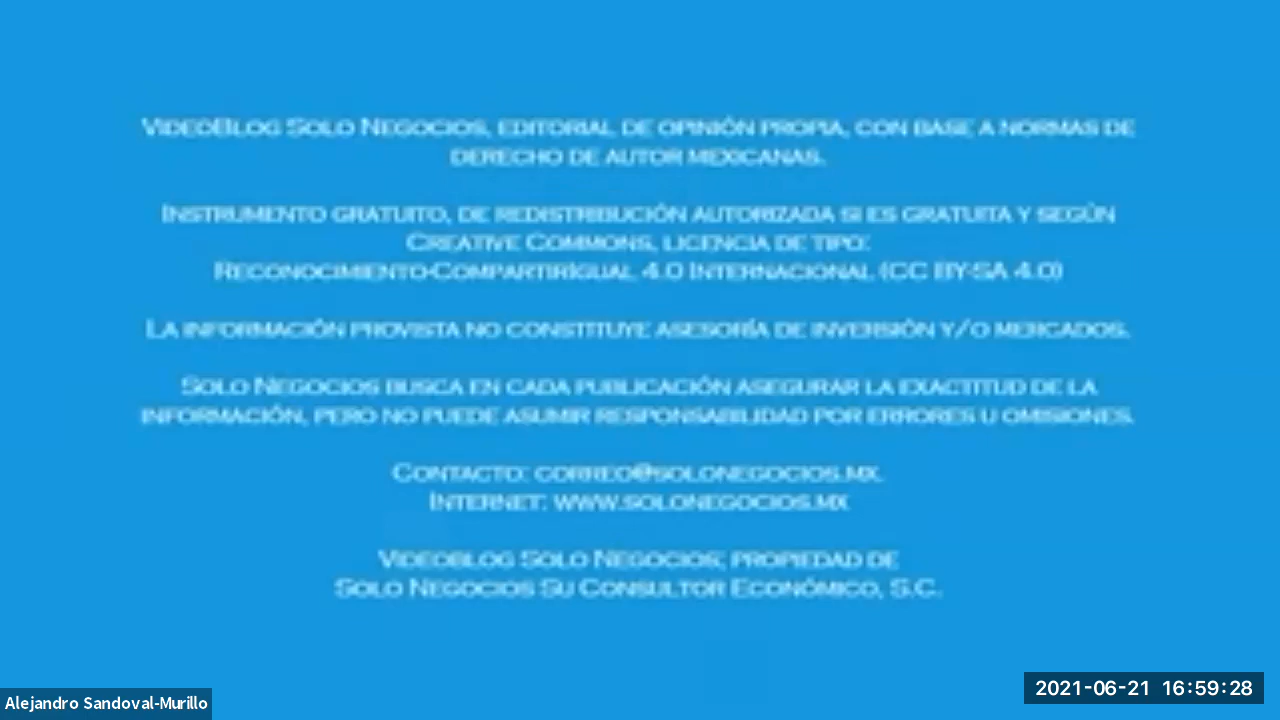 VideoBlog Solo Negocios, editorial de opinión propia, con base a normas de
derecho de autor mexicanas.
Instrumento gratuito, de redistribución autorizada si es gratuita y según
Creative Commons, licencia de tipo:
Reconocimiento-CompartirIgual 4.0 Internacional (CC BY-SA 4.0)
La información provista no constituye asesoría de inversión y/o mercados.
Solo Negocios busca en cada publicación asegurar la exactitud de la
información, pero no puede asumir responsabilidad por errores u omisiones.
Contacto: correo@solonegocios.mx.
Internet: www.solonegocios.mx
Videoblog Solo Negocios; propiedad de
Solo Negocios Su Consultor Económico, S.C.
Alejandro Sandoval-Murillo
2021-06-21 16:59:28